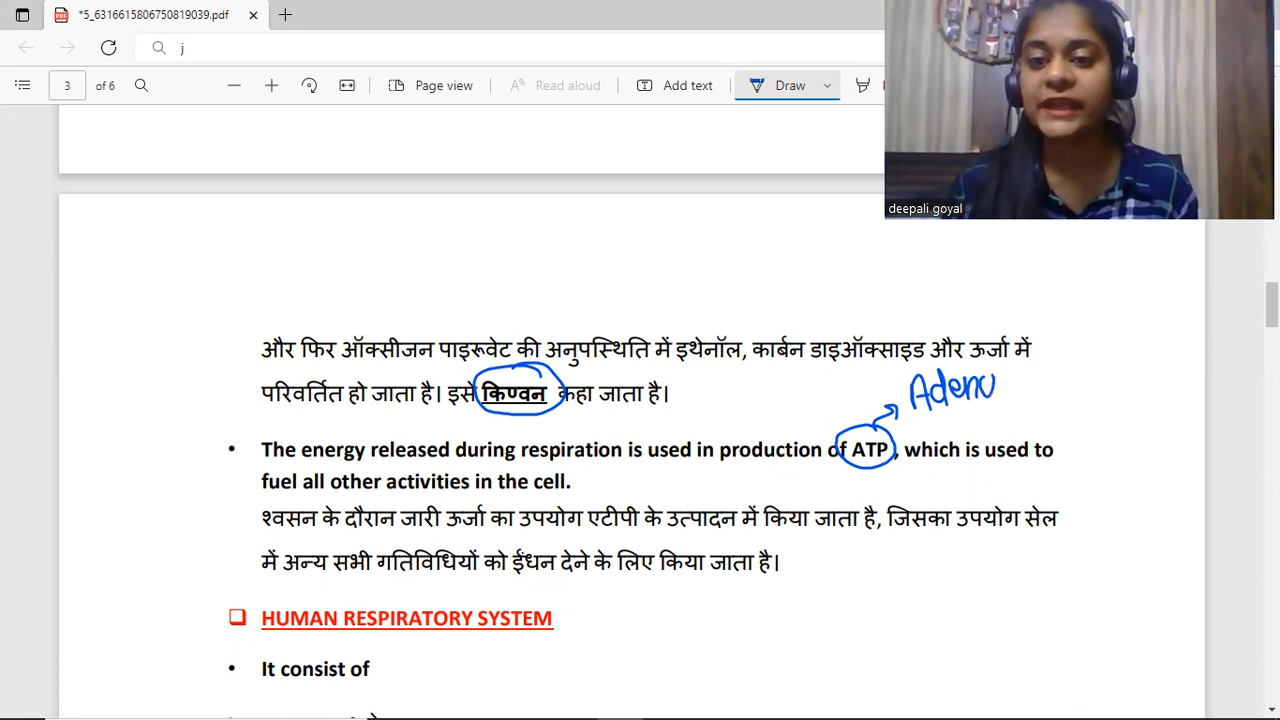 *5_6316615806750819039.pdf
j
3 of 6
Page view
Read aloud
Add text
Draw
deepali goyal
और फिर ऑक्सीजन पाइरूवेट की अनुपस्थिति में इथेनॉल, कार्बन डाइऑक्साइड और ऊर्जा में
परिवर्तित हो जाता है। इसे किण्वन कहा जाता है।
Adeno
• The energy released during respiration is used in production of ATP, which is used to
fuel all other activities in the cell.
श्वसन के दौरान जारी ऊर्जा का उपयोग एटीपी के उत्पादन में किया जाता है, जिसका उपयोग सेल
में अन्य सभी गतिविधियों को ईंधन देने के लिए किया जाता है।
HUMAN RESPIRATORY SYSTEM
• It consist of